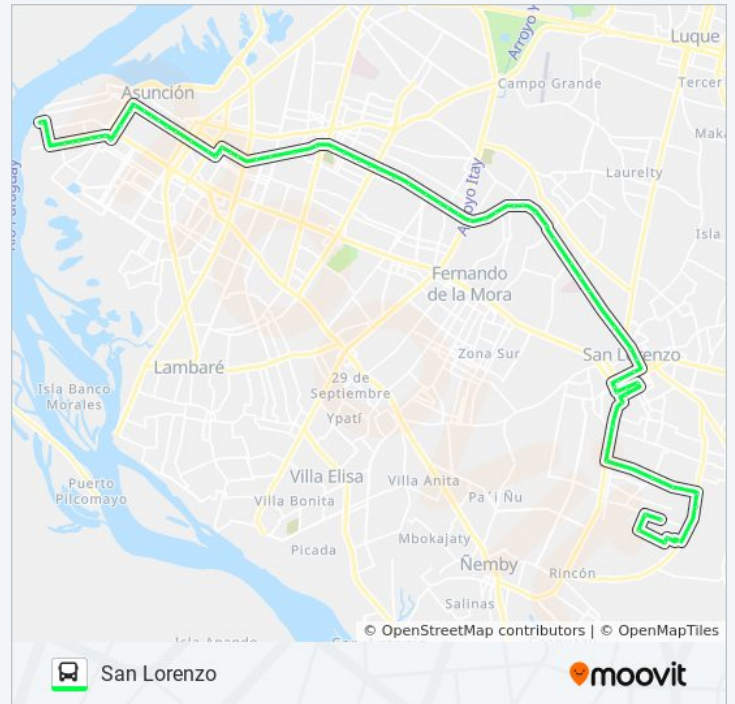 Luque
Arroyo Y
Campo Grande
Tercer
Asunción
Maka
Laurelty
Arroyo Itay
Isla
Fernando
de la Mora
San Lorenzo
Zona Sur
Lambaré
29 de
Septiembre
Isla Banco
Morales
Ypatí
Villa Elisa
Villa Anita
Puerto
Pilcomayo
Villa Bonita
Pa'i Ñu
Mbokajaty
Picada
Ñemby
Rincón
Salinas
© OpenStreetMap contributors | © OpenMapTiles
San Lorenzo
moovit